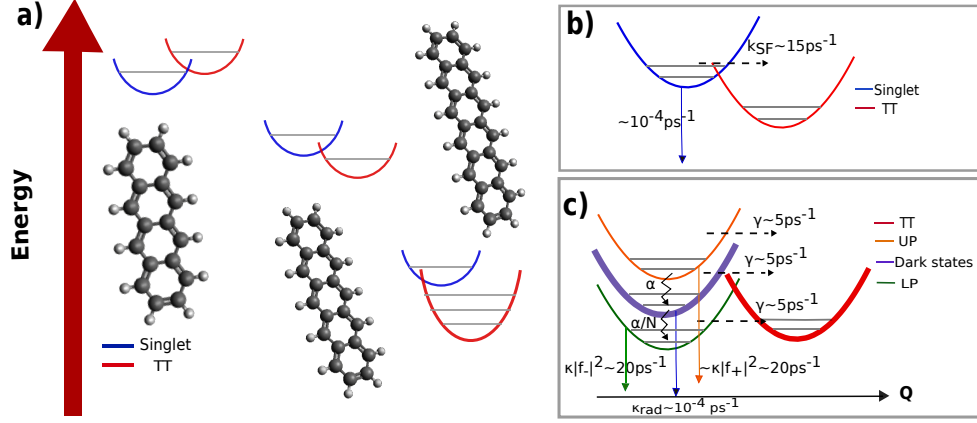 a)
Energy
Singlet
TT
b)
kSF~15ps-1
~10-4ps-1
Singlet
TT
c)
γ~5ps-1
γ~5ps-1
γ~5ps-1
α
α/N
TT
UP
Dark states
LP
κ|f-|2~20ps-1
~κ|f+|2~20ps-1
κrad~10-4 ps-1
Q